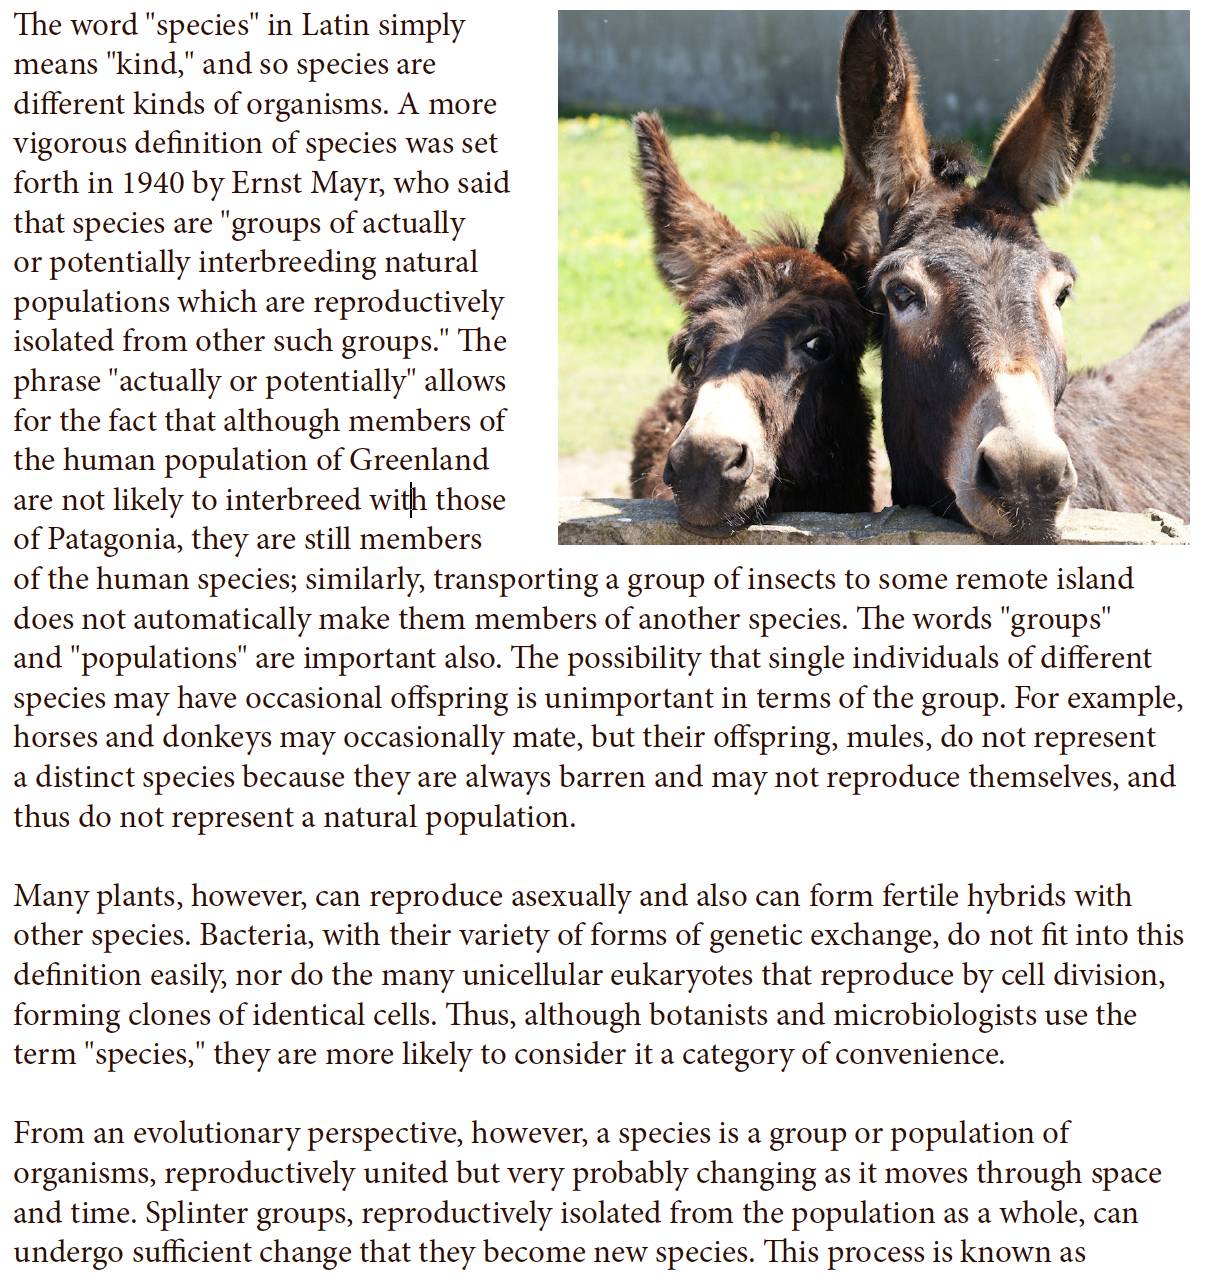 The word "species" in Latin simply
means "kind," and so species are
different kinds of organisms. A more
vigorous definition of species was set
forth in 1940 by Ernst Mayr, who said
that species are "groups of actually
or potentially interbreeding natural
populations which are reproductively
isolated from other such groups." The
phrase "actually or potentially" allows
for the fact that although members of
the human population of Greenland
are not likely to interbreed with those
of Patagonia, they are still members
of the human species; similarly, transporting a group of insects to some remote island
does not automatically make them members of another species. The words "groups"
and "populations" are important also. The possibility that single individuals of different
species may have occasional offspring is unimportant in terms of the group. For example,
horses and donkeys may occasionally mate, but their offspring, mules, do not represent
a distinct species because they are always barren and may not reproduce themselves, and
thus do not represent a natural population.
Many plants, however, can reproduce asexually and also can form fertile hybrids with
other species. Bacteria, with their variety of forms of genetic exchange, do not fit into this
definition easily, nor do the many unicellular eukaryotes that reproduce by cell division,
forming clones of identical cells. Thus, although botanists and microbiologists use the
term "species," they are more likely to consider it a category of convenience.
From an evolutionary perspective, however, a species is a group or population of
organisms, reproductively united but very probably changing as it moves through space
and time. Splinter groups, reproductively isolated from the population as a whole, can
undergo sufficient change that they become new species. This process is known as